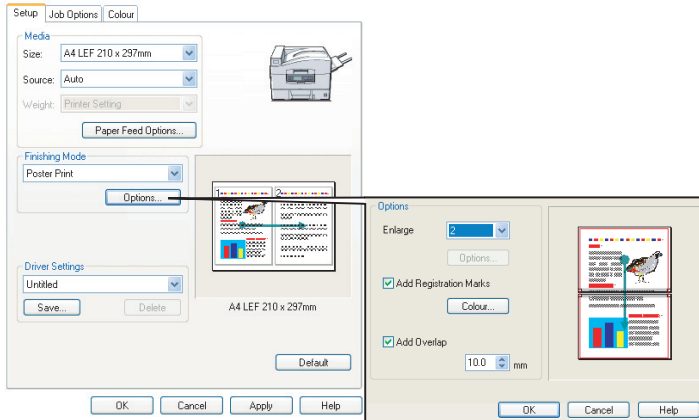 Setup Job Options Colour
Media
Size: A4 LEF 210 x 297mm
Source: Auto
Weight: Printer Setting
Paper Feed Options...
Finishing Mode
Poster Print
Options...
1 2
Driver Settings
Untitled
Save... Delete
A4 LEF 210 x 297mm
Default
OK Cancel Apply Help
Options
Enlarge 2
Options...
Add Registration Marks
Colour...
Add Overlap
10.0 mm
OK Cancel Help